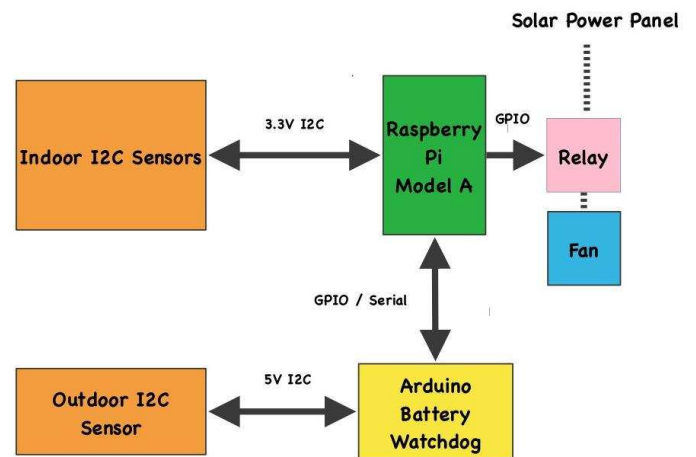 Solar Power Panel
Indoor I2C Sensors
3.3V I2C
Raspberry
Pi
Model A
GPIO
Relay
Fan
GPIO / Serial
Outdoor I2C
Sensor
5V I2C
Arduino
Battery
Watchdog